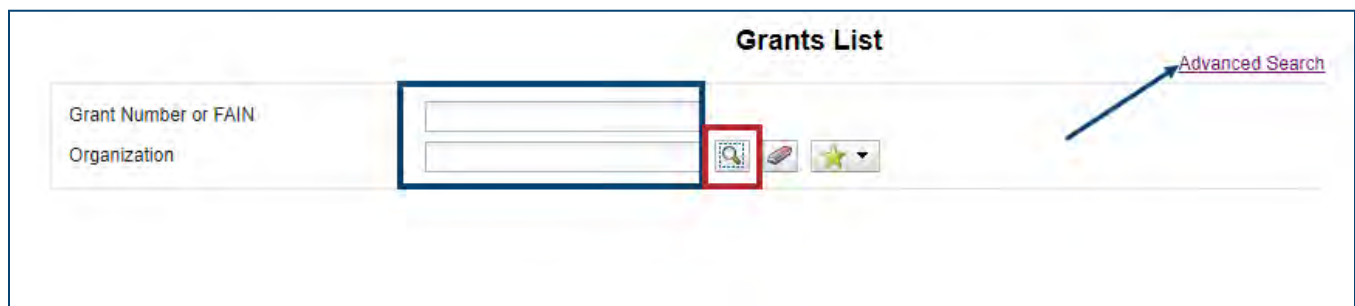 Grants List
Advanced Search
Grant Number or FAIN
Organization